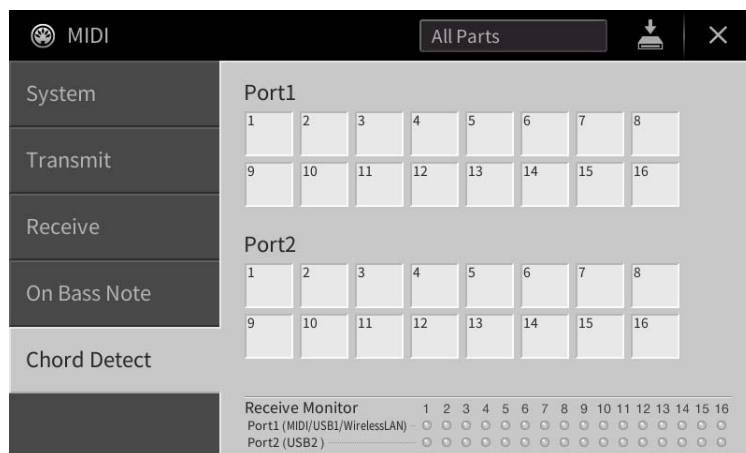 MIDI
All Parts
System
Transmit
Receive
On Bass Note
Chord Detect
Port1
1 2 3 4 5 6 7 8
9 10 11 12 13 14 15 16
Port2
1 2 3 4 5 6 7 8
9 10 11 12 13 14 15 16
Receive Monitor 1 2 3 4 5 6 7 8 9 10 11 12 13 14 15 16
Port1 (MIDI/USB1/WirelessLAN)
Port2 (USB2 )